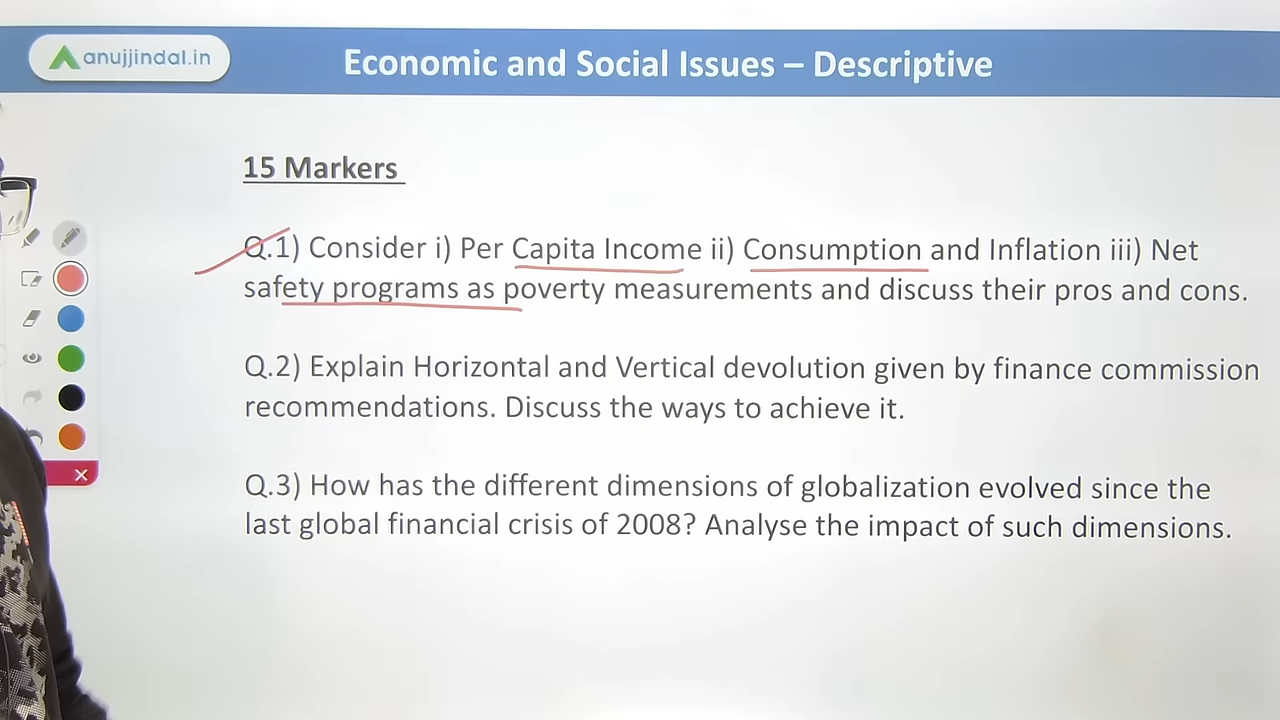 anujjindal.in
Economic and Social Issues – Descriptive
15 Markers
Q.1) Consider i) Per Capita Income ii) Consumption and Inflation iii) Net
safety programs as poverty measurements and discuss their pros and cons.
Q.2) Explain Horizontal and Vertical devolution given by finance commission
recommendations. Discuss the ways to achieve it.
Q.3) How has the different dimensions of globalization evolved since the
last global financial crisis of 2008? Analyse the impact of such dimensions.